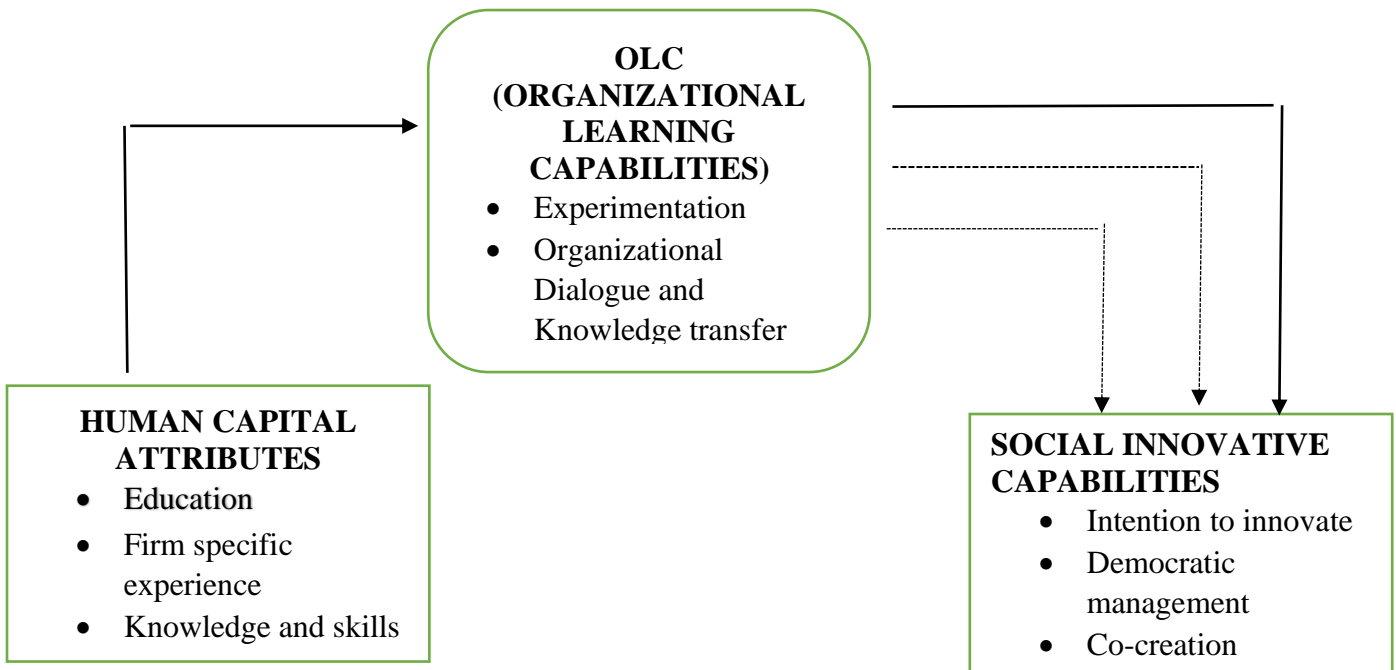 OLC
(ORGANIZATIONAL
LEARNING
CAPABILITIES)
• Experimentation
• Organizational
Dialogue and
Knowledge transfer
HUMAN CAPITAL
ATTRIBUTES
• Education
• Firm specific
experience
• Knowledge and skills
SOCIAL INNOVATIVE
CAPABILITIES
• Intention to innovate
• Democratic
management
• Co-creation